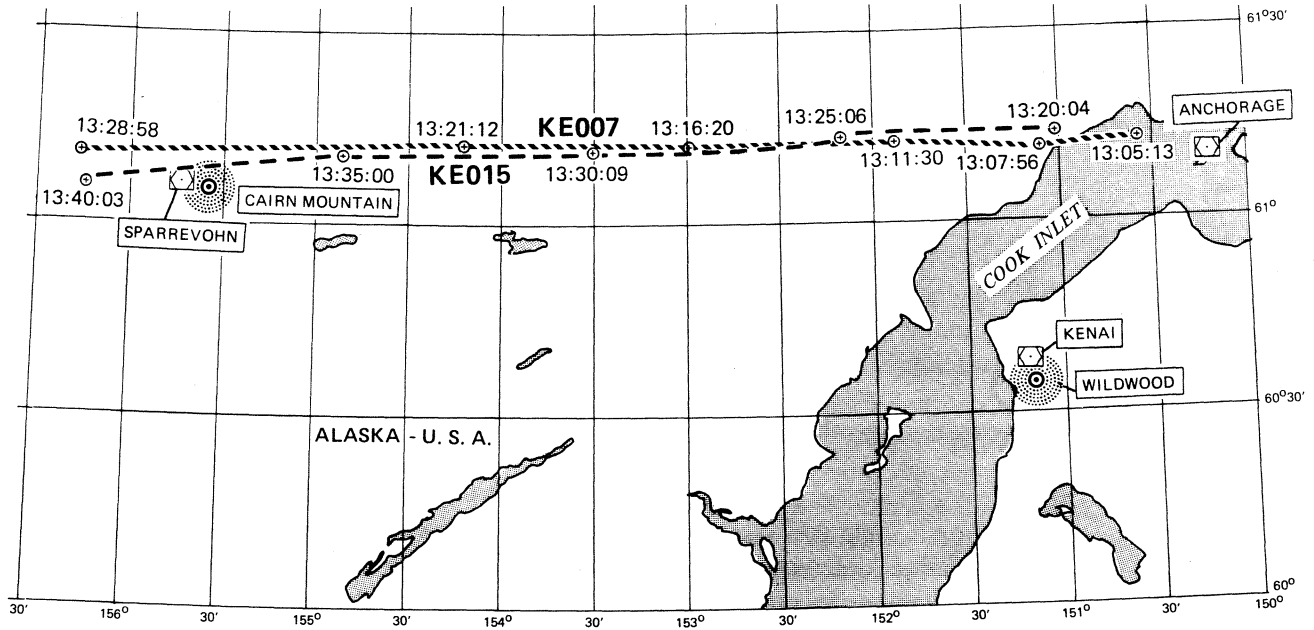 61°30'
13:20:04
ANCHORAGE
13:25:06
13:28:58
13:21:12
KE007
13:16:20
13:11:30
13:07:56
13:05:13
13:35:00
KE015
13:30:09
13:40:03
CAIRN MOUNTAIN
SPARREVOHN
61°
COOK INLET
KENAI
WILDWOOD
60°30'
ALASKA - U. S. A.
60°
30' 156° 30' 155° 30' 154° 30' 153° 30' 152° 30' 151° 30' 150°